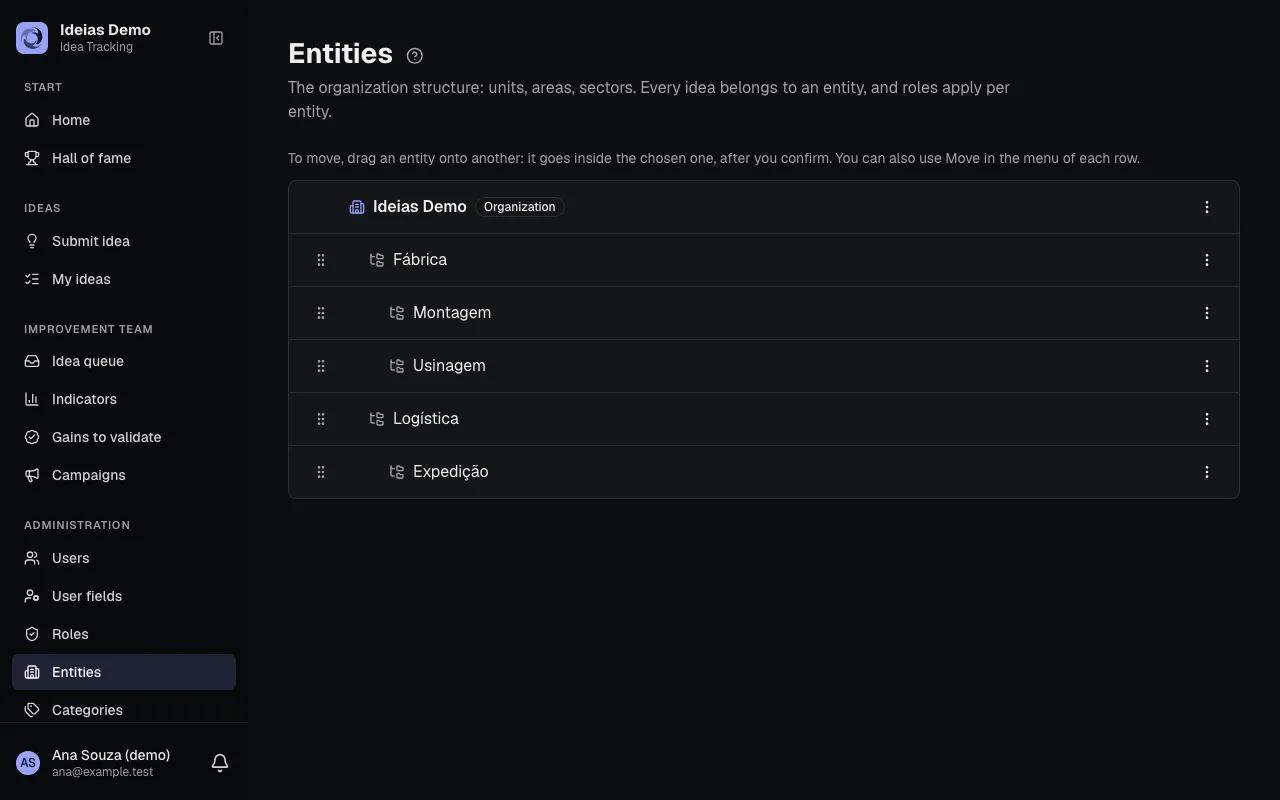 Ideias Demo
Idea Tracking
START
Home
Hall of fame
IDEAS
Submit idea
My ideas
IMPROVEMENT TEAM
Idea queue
Indicators
Gains to validate
Campaigns
ADMINISTRATION
Users
User fields
Roles
Entities
Categories
AS
Ana Souza (demo)
ana@example.test
Entities
The organization structure: units, areas, sectors. Every idea belongs to an entity, and roles apply per
entity.
To move, drag an entity onto another: it goes inside the chosen one, after you confirm. You can also use Move in the menu of each row.
Ideias Demo Organization
Fábrica
Montagem
Usinagem
Logística
Expedição